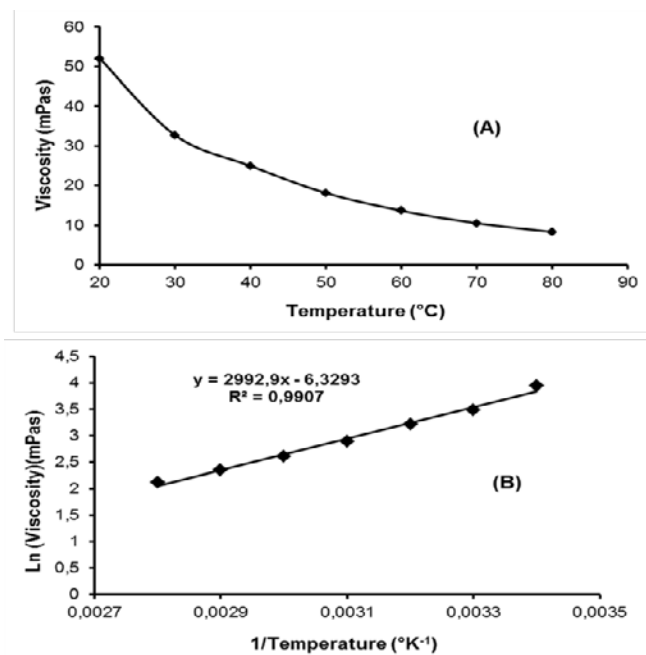 60
50
40
30
20
10
0
Viscosity (mPas)
(A)
20 30 40 50 60 70 80 90
Temperature (°C)
4,5
4
3,5
3
2,5
2
1,5
1
0,5
0
Ln (Viscosity)(mPas)
y = 2992,9x - 6,3293
R² = 0,9907
(B)
0,0027 0,0029 0,0031 0,0033 0,0035
1/Temperature (°K⁻¹)